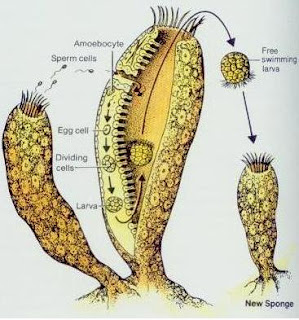 Amoebocyte
Sperm cells
Free
swimming
larva
Egg cell
Dividing
cells
Larva
New Sponge